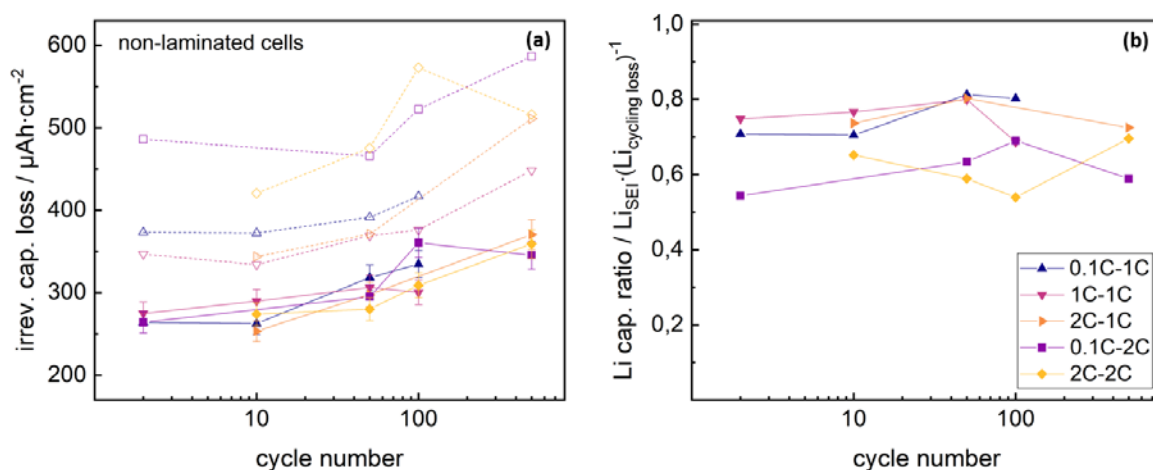 non-laminated cells
(a)
irrev. cap. loss / µAh·cm⁻²
600
500
400
300
200
10
100
cycle number
(b)
Li cap. ratio / Li_SEI·(Li_cycling loss)⁻¹
1,0
0,8
0,6
0,4
0,2
10
100
cycle number
0.1C-1C
1C-1C
2C-1C
0.1C-2C
2C-2C